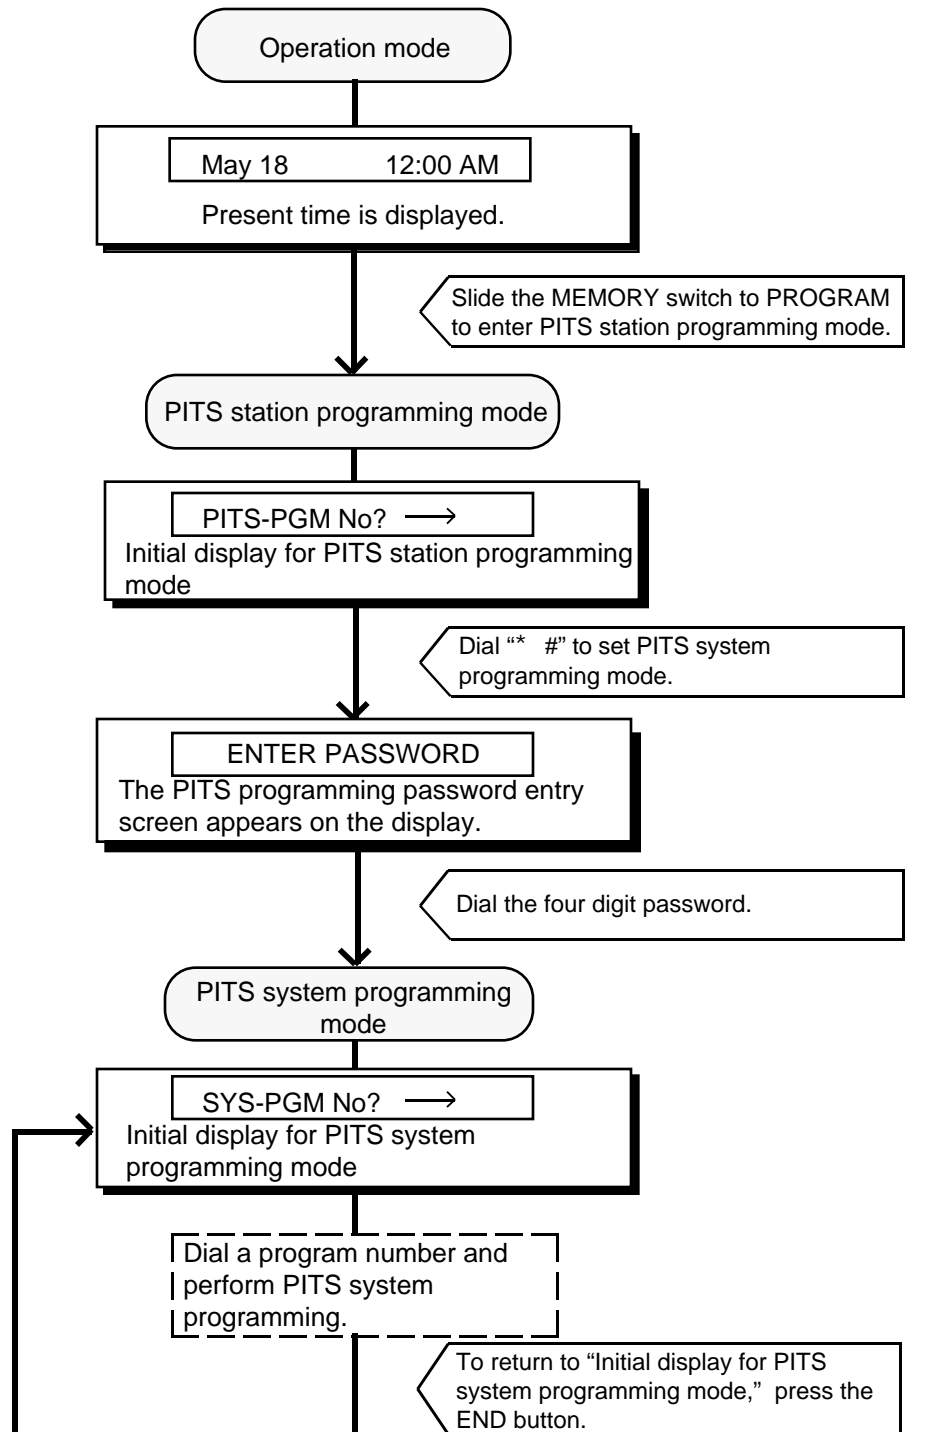 Operation mode
May 18 12:00 AM
Present time is displayed.
Slide the MEMORY switch to PROGRAM
to enter PITS station programming mode.
PITS station programming mode
PITS-PGM No? →
Initial display for PITS station programming
mode
Dial “* #” to set PITS system
programming mode.
ENTER PASSWORD
The PITS programming password entry
screen appears on the display.
Dial the four digit password.
PITS system programming
mode
SYS-PGM No? →
Initial display for PITS system
programming mode
Dial a program number and
perform PITS system
programming.
To return to “Initial display for PITS
system programming mode,” press the
END button.